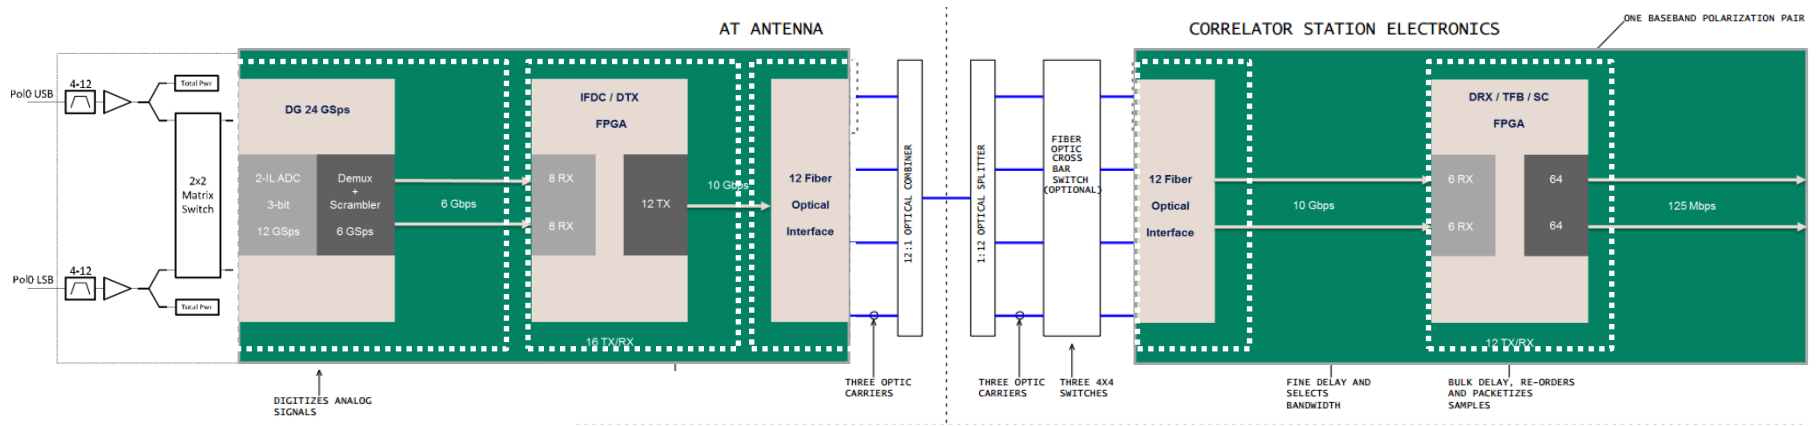 AT ANTENNA
CORRELATOR STATION ELECTRONICS
ONE BASEBAND POLARIZATION PAIR
Pol0 USB
4-12
Total Pwr
2x2
Matrix
Switch
Pol0 LSB
4-12
Total Pwr
DG 24 GSps
2-IL ADC
3-bit
12 GSps
Demux
+
Scrambler
6 GSps
6 Gbps
IFDC / DTX
FPGA
8 RX
8 RX
12 TX
16 TX/RX
10 Gbps
12 Fiber
Optical
Interface
12:1 OPTICAL COMBINER
1:12 OPTICAL SPLITTER
FIBER
OPTIC
CROSS
BAR
SWITCH
(OPTIONAL)
12 Fiber
Optical
Interface
10 Gbps
DRX / TFB / SC
FPGA
6 RX
6 RX
64
64
12 TX/RX
125 Mbps
DIGITIZES ANALOG
SIGNALS
THREE OPTIC
CARRIERS
THREE OPTIC
CARRIERS
THREE 4X4
SWITCHES
FINE DELAY AND
SELECTS
BANDWIDTH
BULK DELAY, RE-ORDERS
AND PACKETIZES
SAMPLES